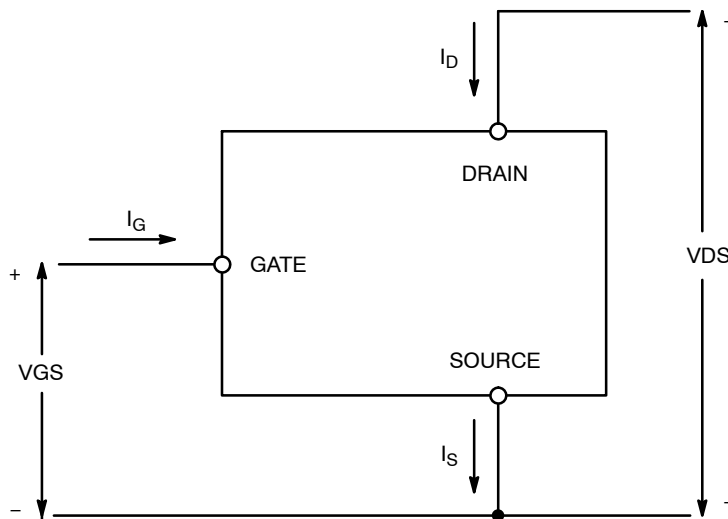 I_D
DRAIN
I_G
+
GATE
VDS
VGS
SOURCE
I_S
–